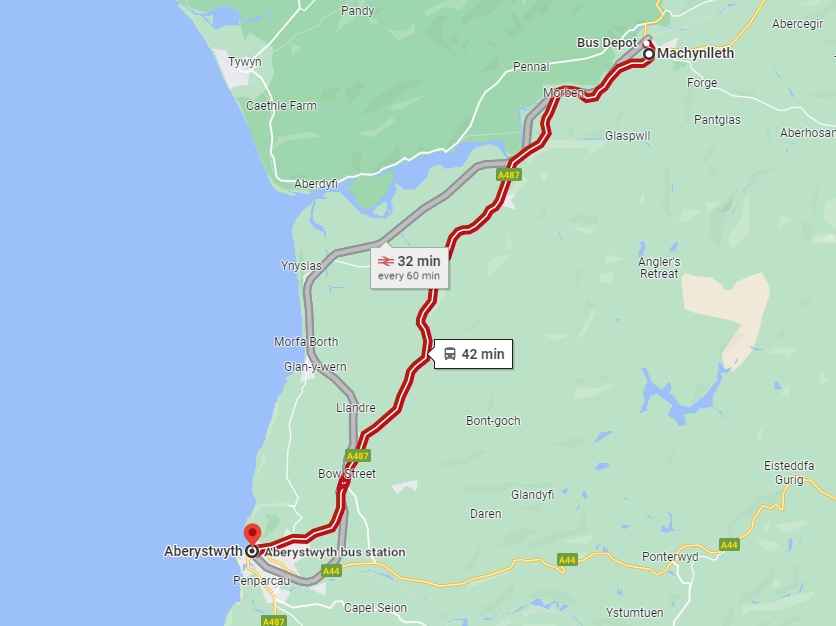 Pandy
Abercegir
Bus Depot
Machynlleth
Tywyn
Pennal
Forge
Morben
Caethle Farm
Pantglas
Aberhosan
Glaspwll
A487
Aberdyfi
32 min
every 60 min
Ynyslas
Angler's
Retreat
Morfa Borth
42 min
Glan-y-wern
Llandre
Bont-goch
A487
Bow Street
Eisteddfa
Gurig
Glandyfi
Daren
Aberystwyth
Aberystwyth bus station
A44
A44
Ponterwyd
A44
Penparcau
Capel Seion
Ystumtuen
A487